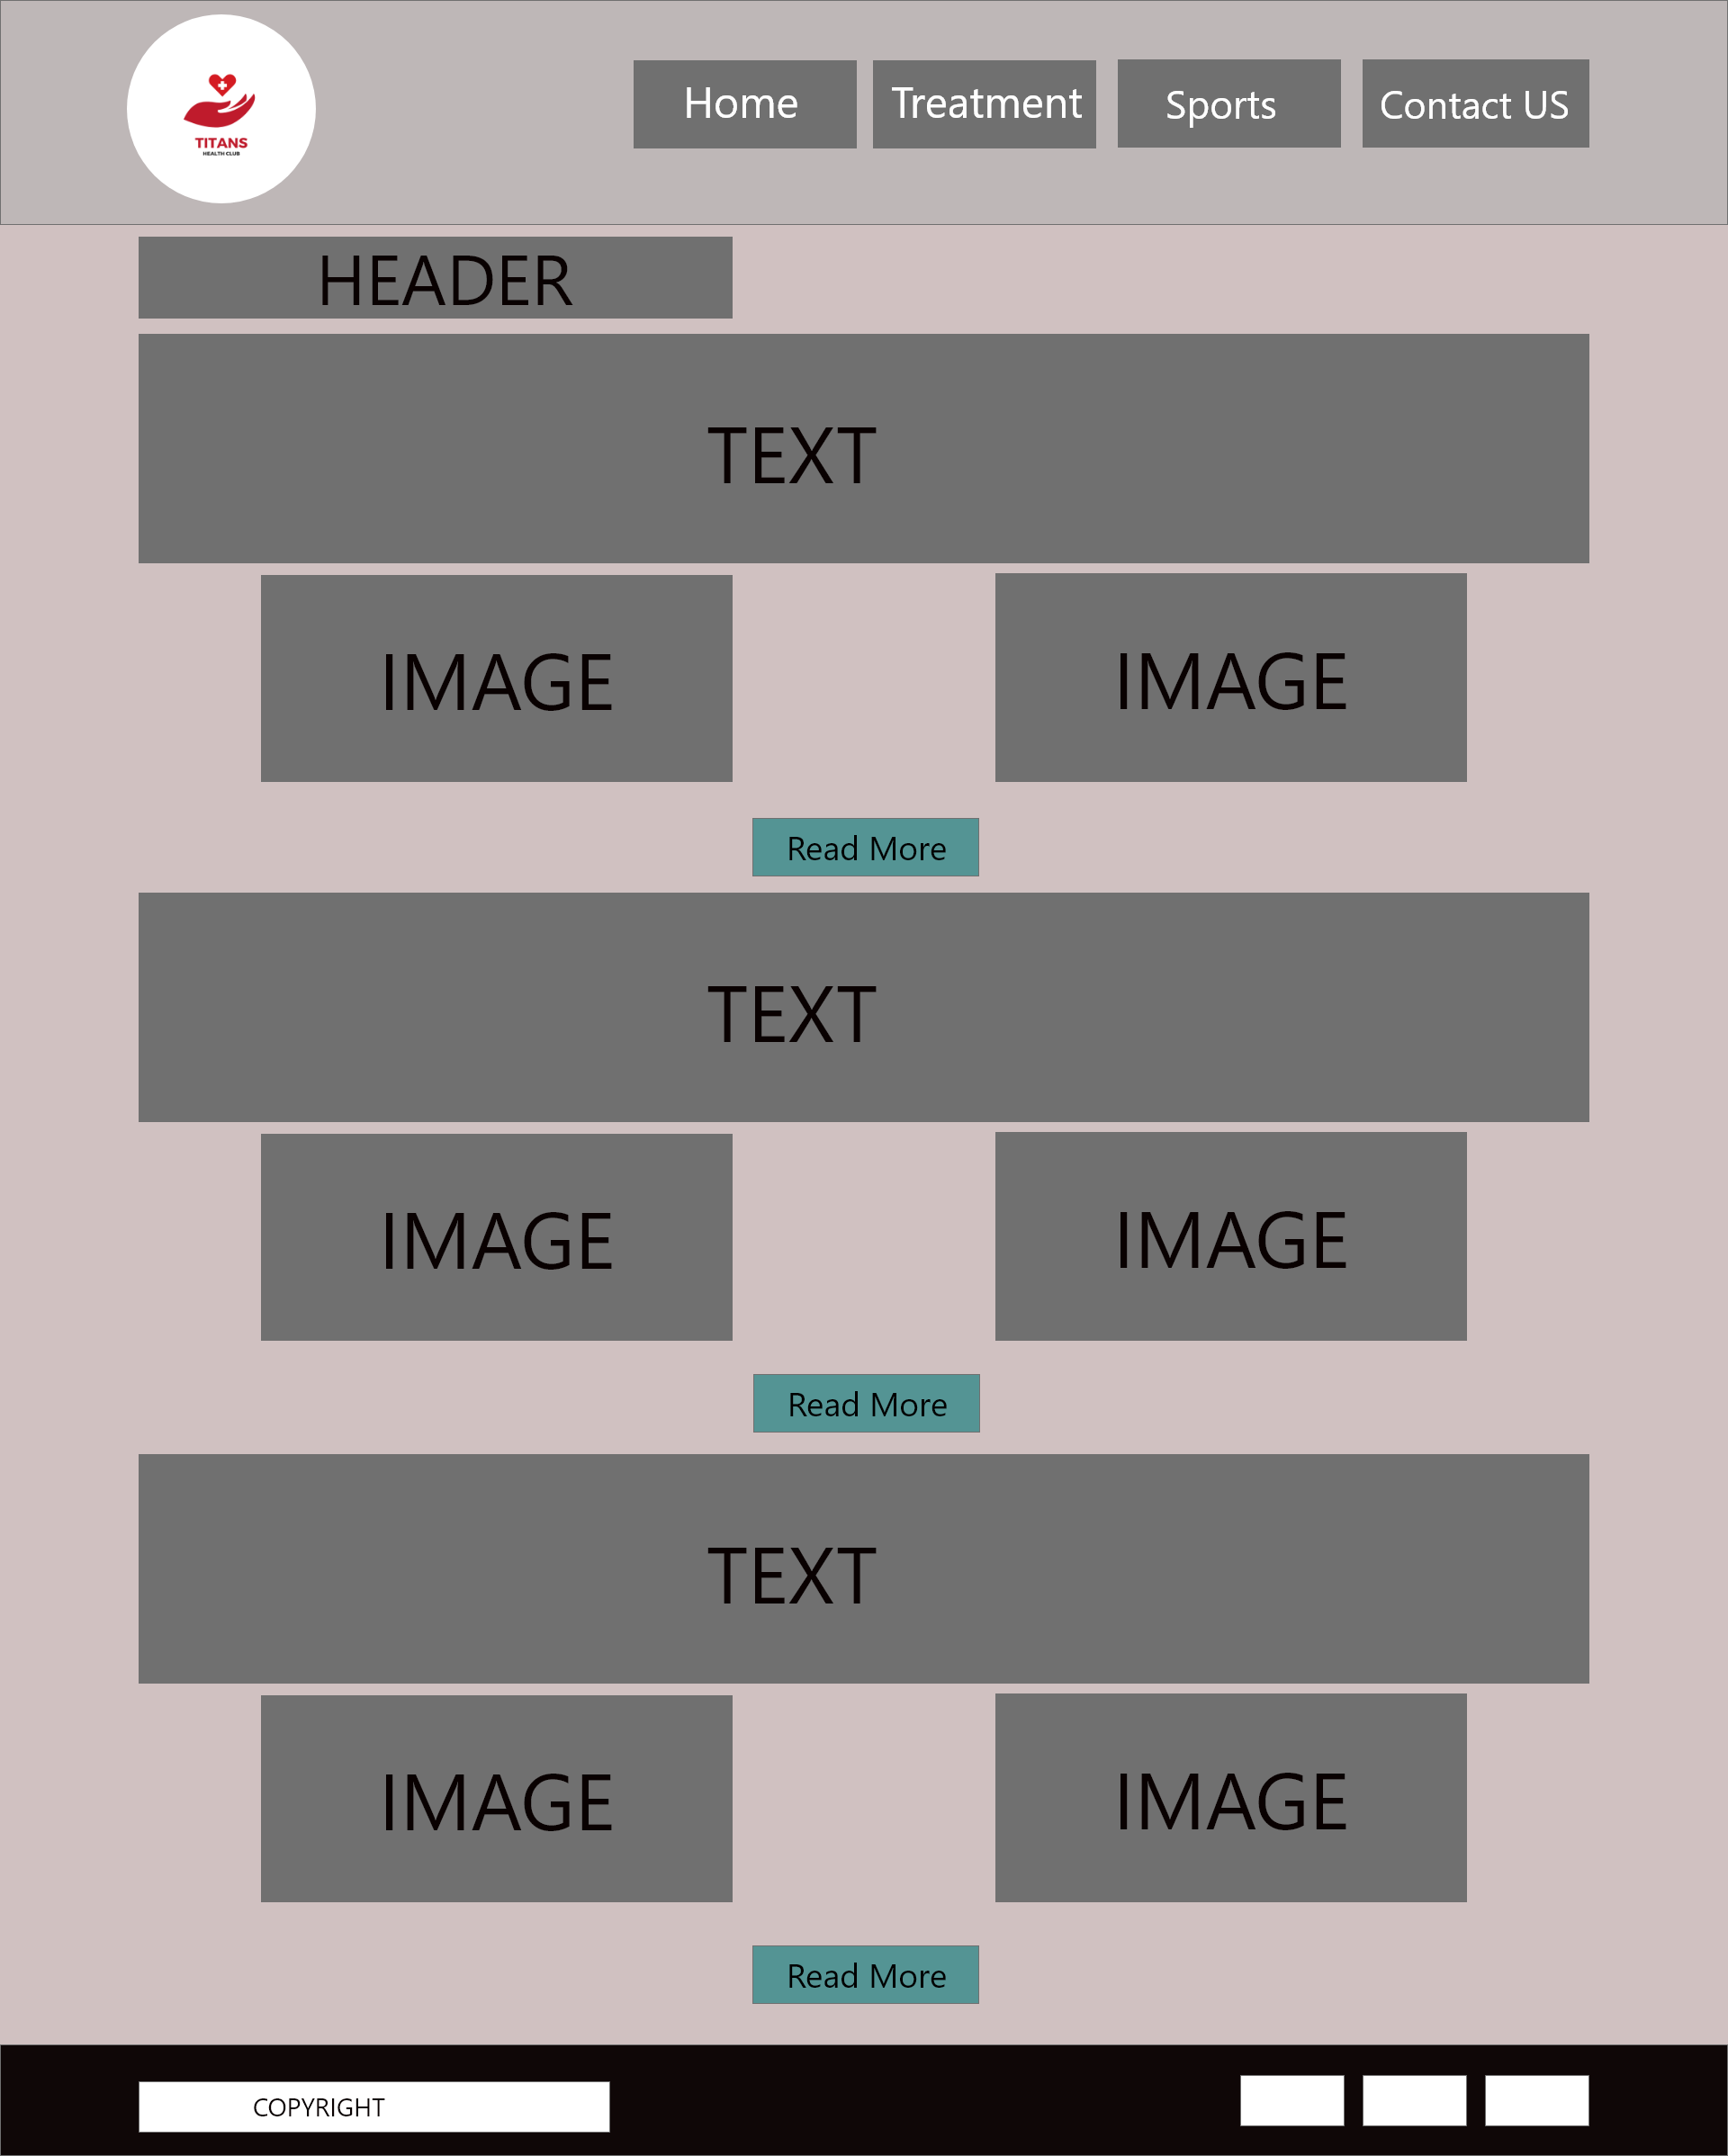 TITANS
HEALTH CLUB
Home
Treatment
Sports
Contact US
HEADER
TEXT
IMAGE
IMAGE
Read More
TEXT
IMAGE
IMAGE
Read More
TEXT
IMAGE
IMAGE
Read More
COPYRIGHT